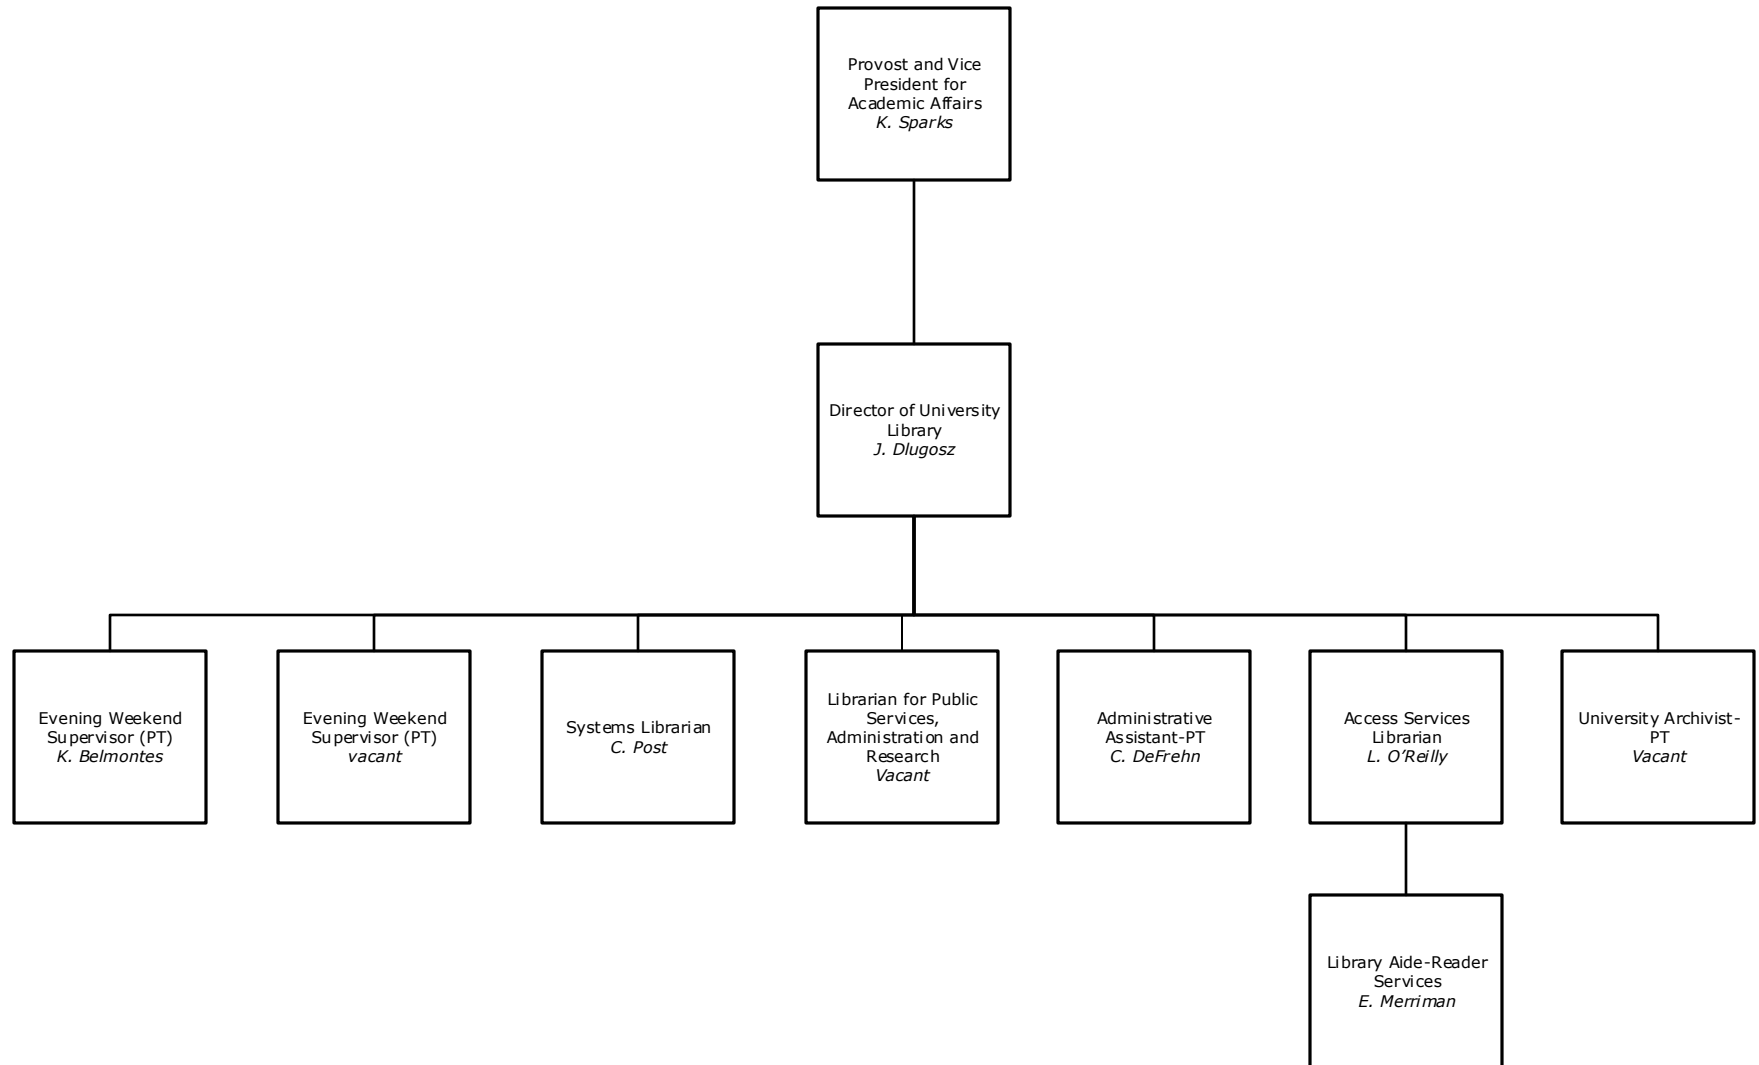 Provost and Vice
President for
Academic Affairs
K. Sparks
Director of University
Library
J. Dlugosz
Evening Weekend
Supervisor (PT)
K. Belmontes
Evening Weekend
Supervisor (PT)
vacant
Systems Librarian
C. Post
Librarian for Public
Services,
Administration and
Research
Vacant
Administrative
Assistant-PT
C. DeFrehn
Access Services
Librarian
L. O’Reilly
University Archivist-
PT
Vacant
Library Aide-Reader
Services
E. Merriman